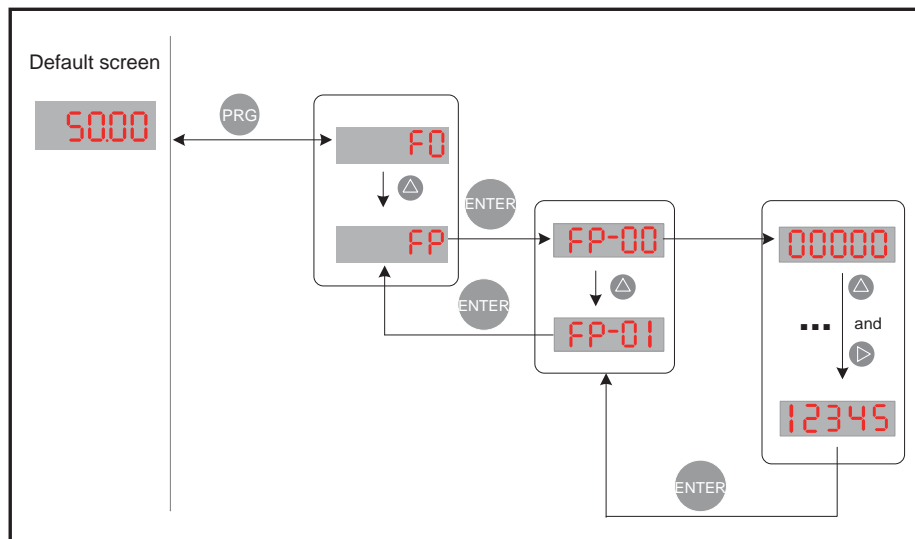 Default screen
50.00
PRG
F0
FP
ENTER
ENTER
FP-00
FP-01
00000
... and
12345
ENTER